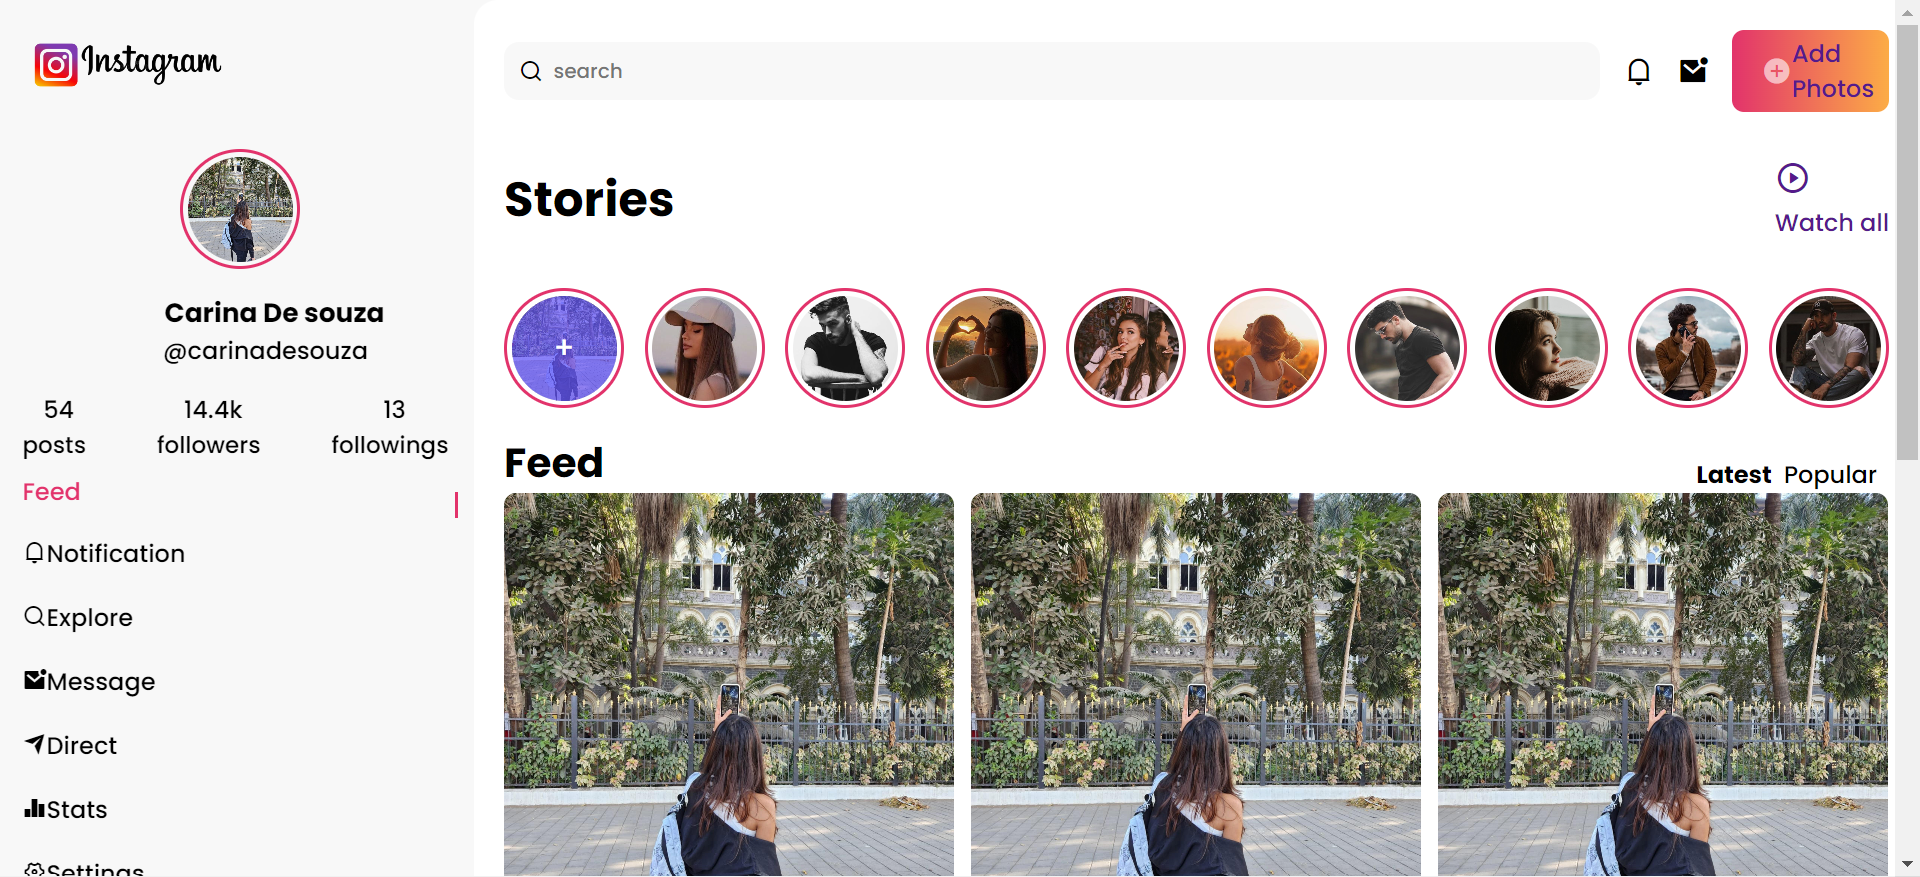 Instagram
Carina De souza
@carinadesouza
54 14.4k 13
posts followers followings
Feed
Notification
Explore
Message
Direct
Stats
Settings
search
Add
Photos
Stories
Watch all
Feed
Latest Popular